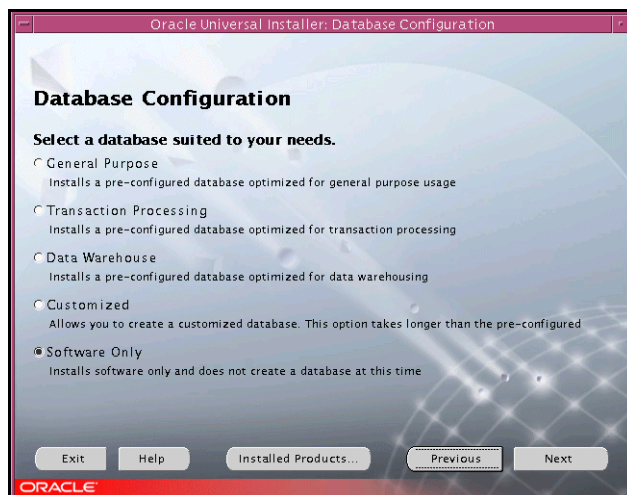 Oracle Universal Installer: Database Configuration
Database Configuration
Select a database suited to your needs.
General Purpose
Installs a pre-configured database optimized for general purpose usage
Transaction Processing
Installs a pre-configured database optimized for transaction processing
Data Warehouse
Installs a pre-configured database optimized for data warehousing
Customized
Allows you to create a customized database. This option takes longer than the pre-configured
Software Only
Installs software only and does not create a database at this time
Exit Help Installed Products... Previous Next
ORACLE